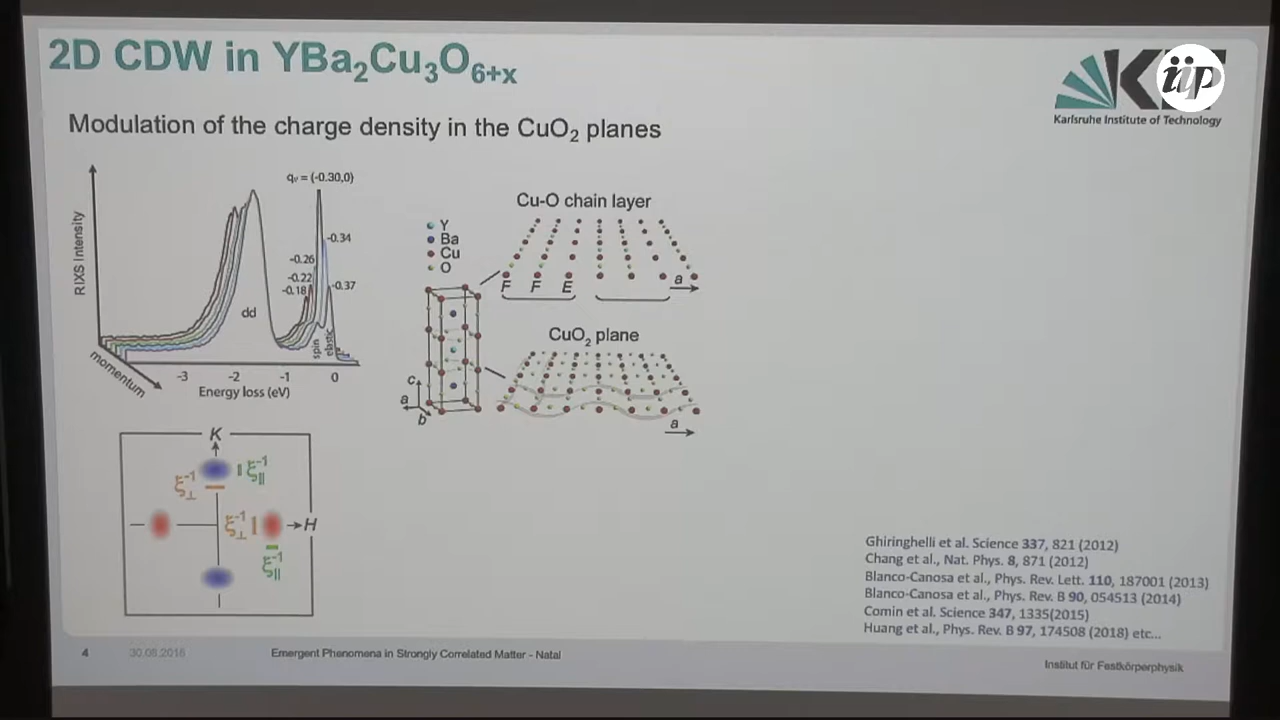 2D CDW in YBa₂Cu₃O₆₊ₓ
iip
Karlsruhe Institute of Technology
Modulation of the charge density in the CuO₂ planes
RIXS Intensity
q∥ = (-0.30,0)
-0.34
-0.26
-0.22
-0.18
-0.37
dd
spin
elastic
momentum
-3 -2 -1 0
Energy loss (eV)
Y
Ba
Cu
O
Cu-O chain layer
F F E
a
CuO₂ plane
a
c
a
b
K
ξ⊥⁻¹
ξ∥⁻¹
ξ⊥⁻¹
H
ξ∥⁻¹
Ghiringhelli et al. Science 337, 821 (2012)
Chang et al., Nat. Phys. 8, 871 (2012)
Blanco-Canosa et al., Phys. Rev. Lett. 110, 187001 (2013)
Blanco-Canosa et al., Phys. Rev. B 90, 054513 (2014)
Comin et al. Science 347, 1335(2015)
Huang et al., Phys. Rev. B 97, 174508 (2018) etc...
4
30.08.2018
Emergent Phenomena in Strongly Correlated Matter - Natal
Institut für Festkörperphysik